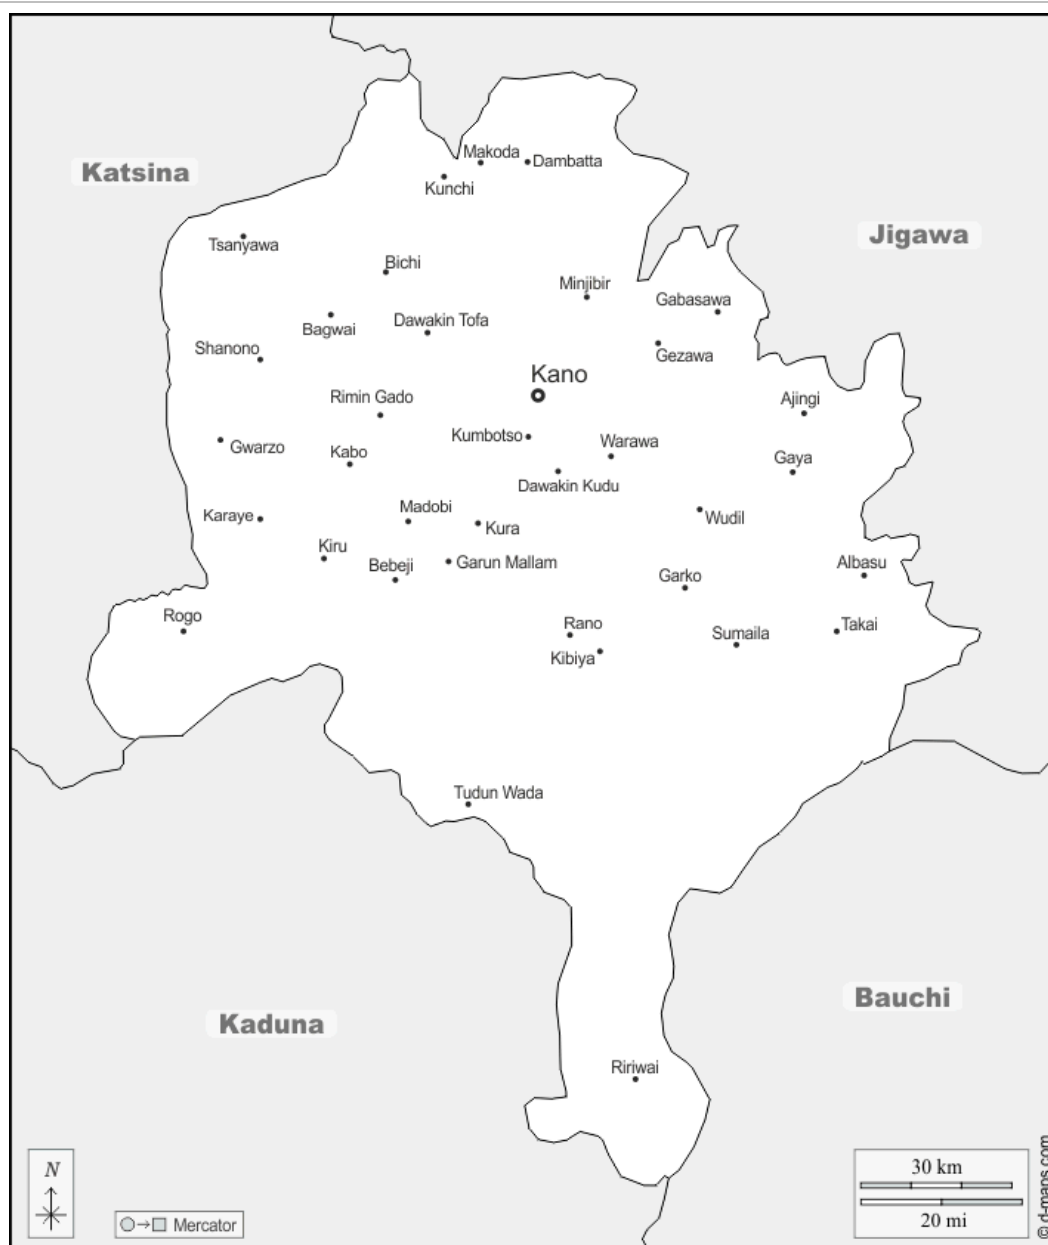 Makoda
Dambatta
Katsina
Kunchi
Jigawa
Tsanyawa
Bichi
Minjibir
Gabasawa
Dawakin Tofa
Bagwai
Shanono
Gezawa
Kano
Rimin Gado
Ajingi
Kumbotso
Warawa
Gwarzo
Kabo
Gaya
Dawakin Kudu
Madobi
Karaye
Wudil
Kura
Kiru
Bebeji
Garun Mallam
Albasu
Garko
Rogo
Rano
Takai
Sumaila
Kibiya
Tudun Wada
Bauchi
Kaduna
Ririwai
N
30 km
20 mi
Mercator
© d-maps.com